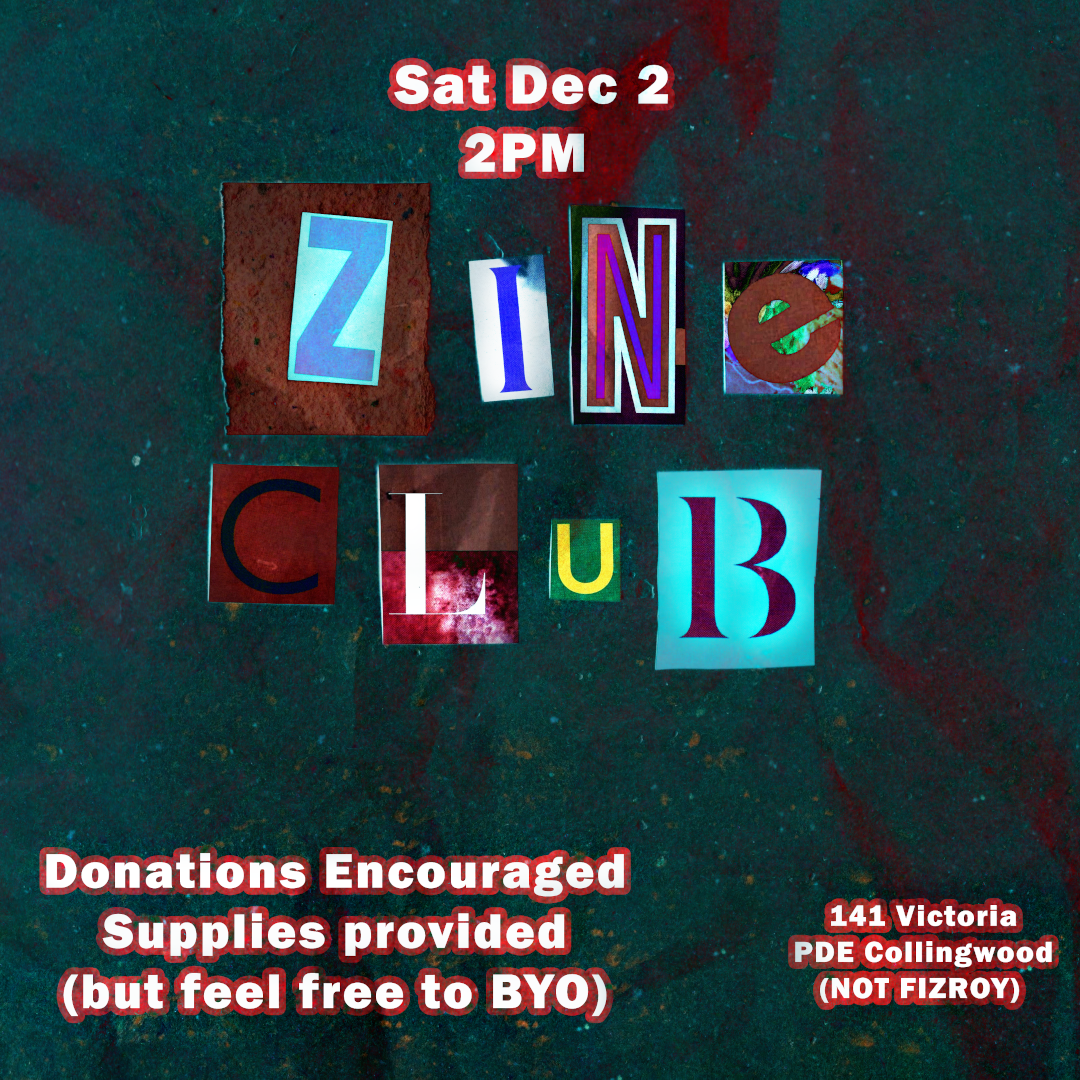 Sat Dec 2
2PM
ZINe
CLUB
Donations Encouraged
Supplies provided
(but feel free to BYO)
141 Victoria
PDE Collingwood
(NOT FIZROY)